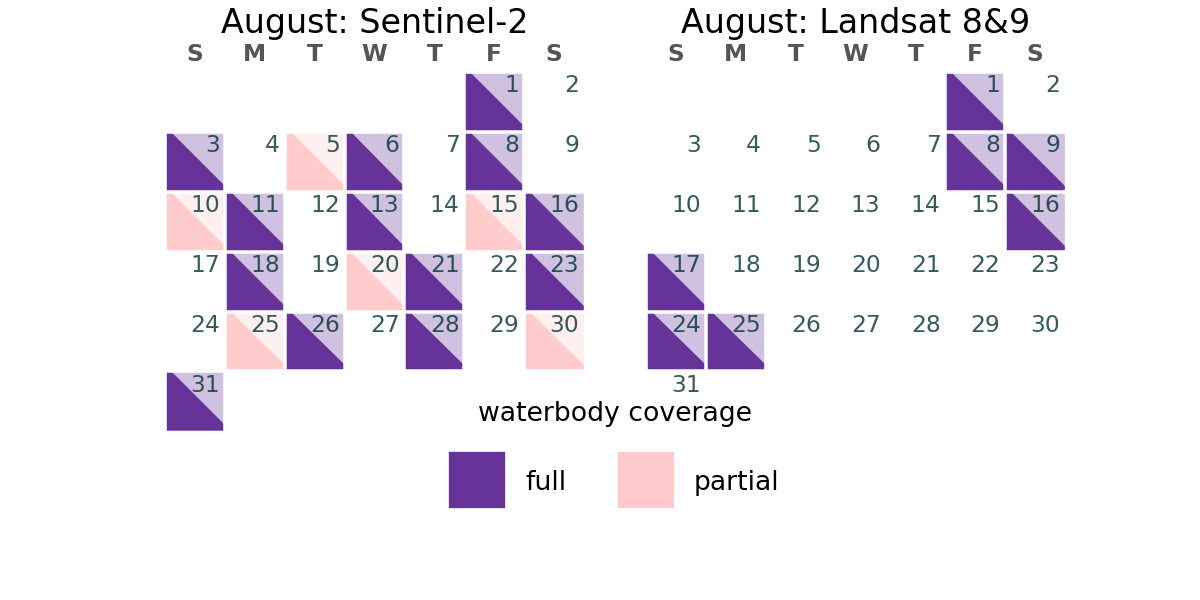 August: Sentinel-2
S M T W T F S
1 2
3 4 5 6 7 8 9
10 11 12 13 14 15 16
17 18 19 20 21 22 23
24 25 26 27 28 29 30
31
August: Landsat 8&9
S M T W T F S
1 2
3 4 5 6 7 8 9
10 11 12 13 14 15 16
17 18 19 20 21 22 23
24 25 26 27 28 29 30
31
waterbody coverage
full partial